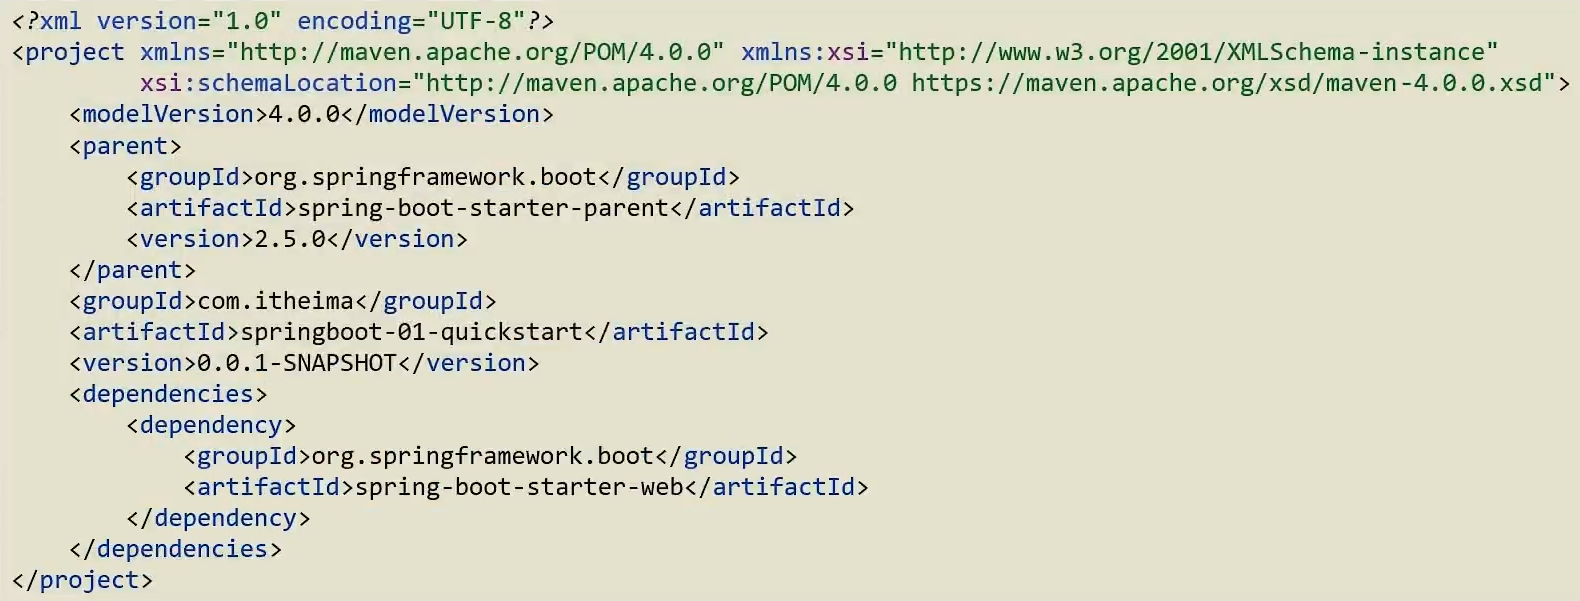 <?xml version="1.0" encoding="UTF-8"?>
<project xmlns="http://maven.apache.org/POM/4.0.0" xmlns:xsi="http://www.w3.org/2001/XMLSchema-instance"
         xsi:schemaLocation="http://maven.apache.org/POM/4.0.0 https://maven.apache.org/xsd/maven-4.0.0.xsd">
    <modelVersion>4.0.0</modelVersion>
    <parent>
        <groupId>org.springframework.boot</groupId>
        <artifactId>spring-boot-starter-parent</artifactId>
        <version>2.5.0</version>
    </parent>
    <groupId>com.itheima</groupId>
    <artifactId>springboot-01-quickstart</artifactId>
    <version>0.0.1-SNAPSHOT</version>
    <dependencies>
        <dependency>
            <groupId>org.springframework.boot</groupId>
            <artifactId>spring-boot-starter-web</artifactId>
        </dependency>
    </dependencies>
</project>